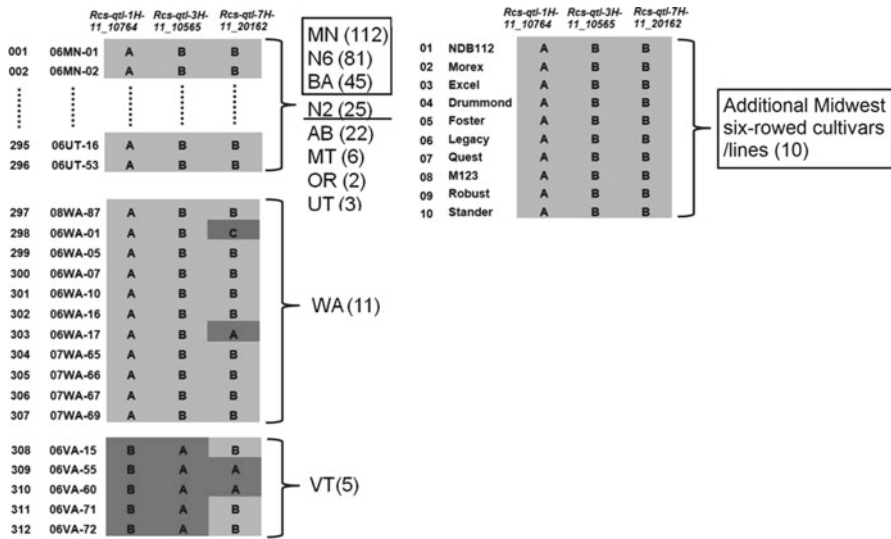 Rcs-qtl-1H- Rcs-qtl-3H- Rcs-qtl-7H-
11_10764 11_10565 11_20162
001 06MN-01 A B B
002 06MN-02 A B B
295 06UT-16 A B B
296 06UT-53 A B B
MN (112)
N6 (81)
BA (45)
N2 (25)
AB (22)
MT (6)
OR (2)
UT (3)
297 08WA-87 A B B
298 06WA-01 A B C
299 06WA-05 A B B
300 06WA-07 A B B
301 06WA-10 A B B
302 06WA-16 A B B
303 06WA-17 A B A
304 07WA-65 A B B
305 07WA-66 A B B
306 07WA-67 A B B
307 07WA-69 A B B
WA (11)
308 06VA-15 B A B
309 06VA-55 B A A
310 06VA-60 B A A
311 06VA-71 B A B
312 06VA-72 B A B
VT(5)
Rcs-qtl-1H- Rcs-qtl-3H- Rcs-qtl-7H-
11_10764 11_10565 11_20162
01 NDB112 A B B
02 Morex A B B
03 Excel A B B
04 Drummond A B B
05 Foster A B B
06 Legacy A B B
07 Quest A B B
08 M123 A B B
09 Robust A B B
10 Stander A B B
Additional Midwest
six-rowed cultivars
/lines (10)